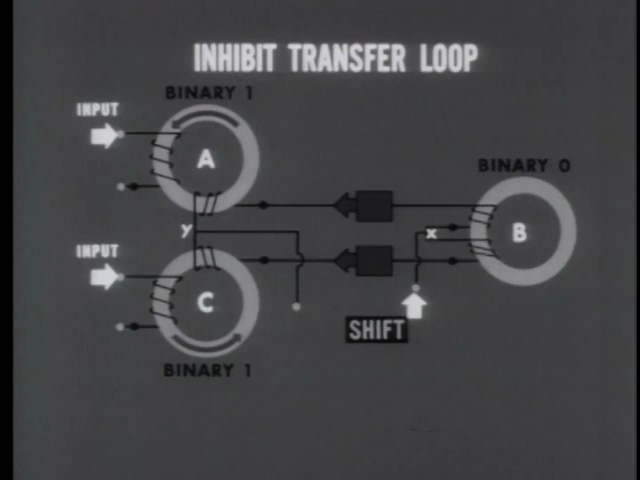 INHIBIT TRANSFER LOOP
BINARY 1
INPUT
A
BINARY 0
y
x
B
INPUT
C
SHIFT
BINARY 1